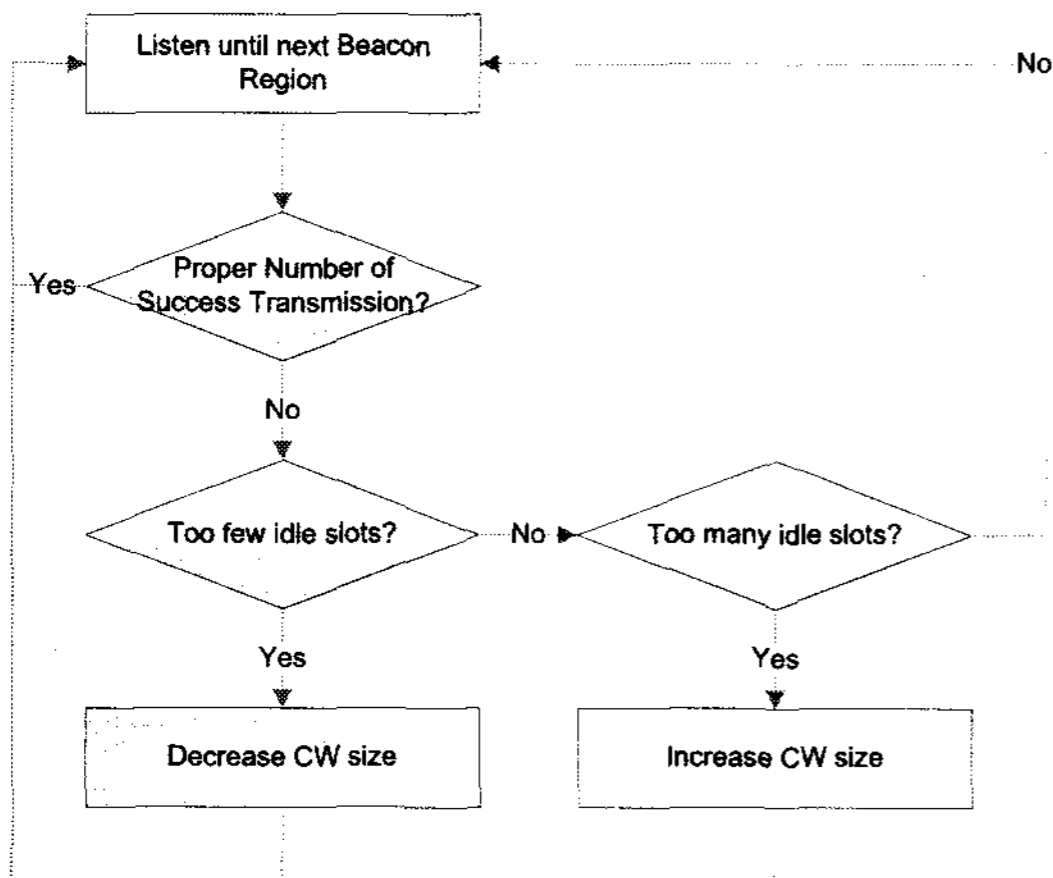 Listen until next Beacon
Region
No
Yes
Proper Number of
Success Transmission?
No
Too few idle slots?
No
Too many idle slots?
Yes
Yes
Decrease CW size
Increase CW size